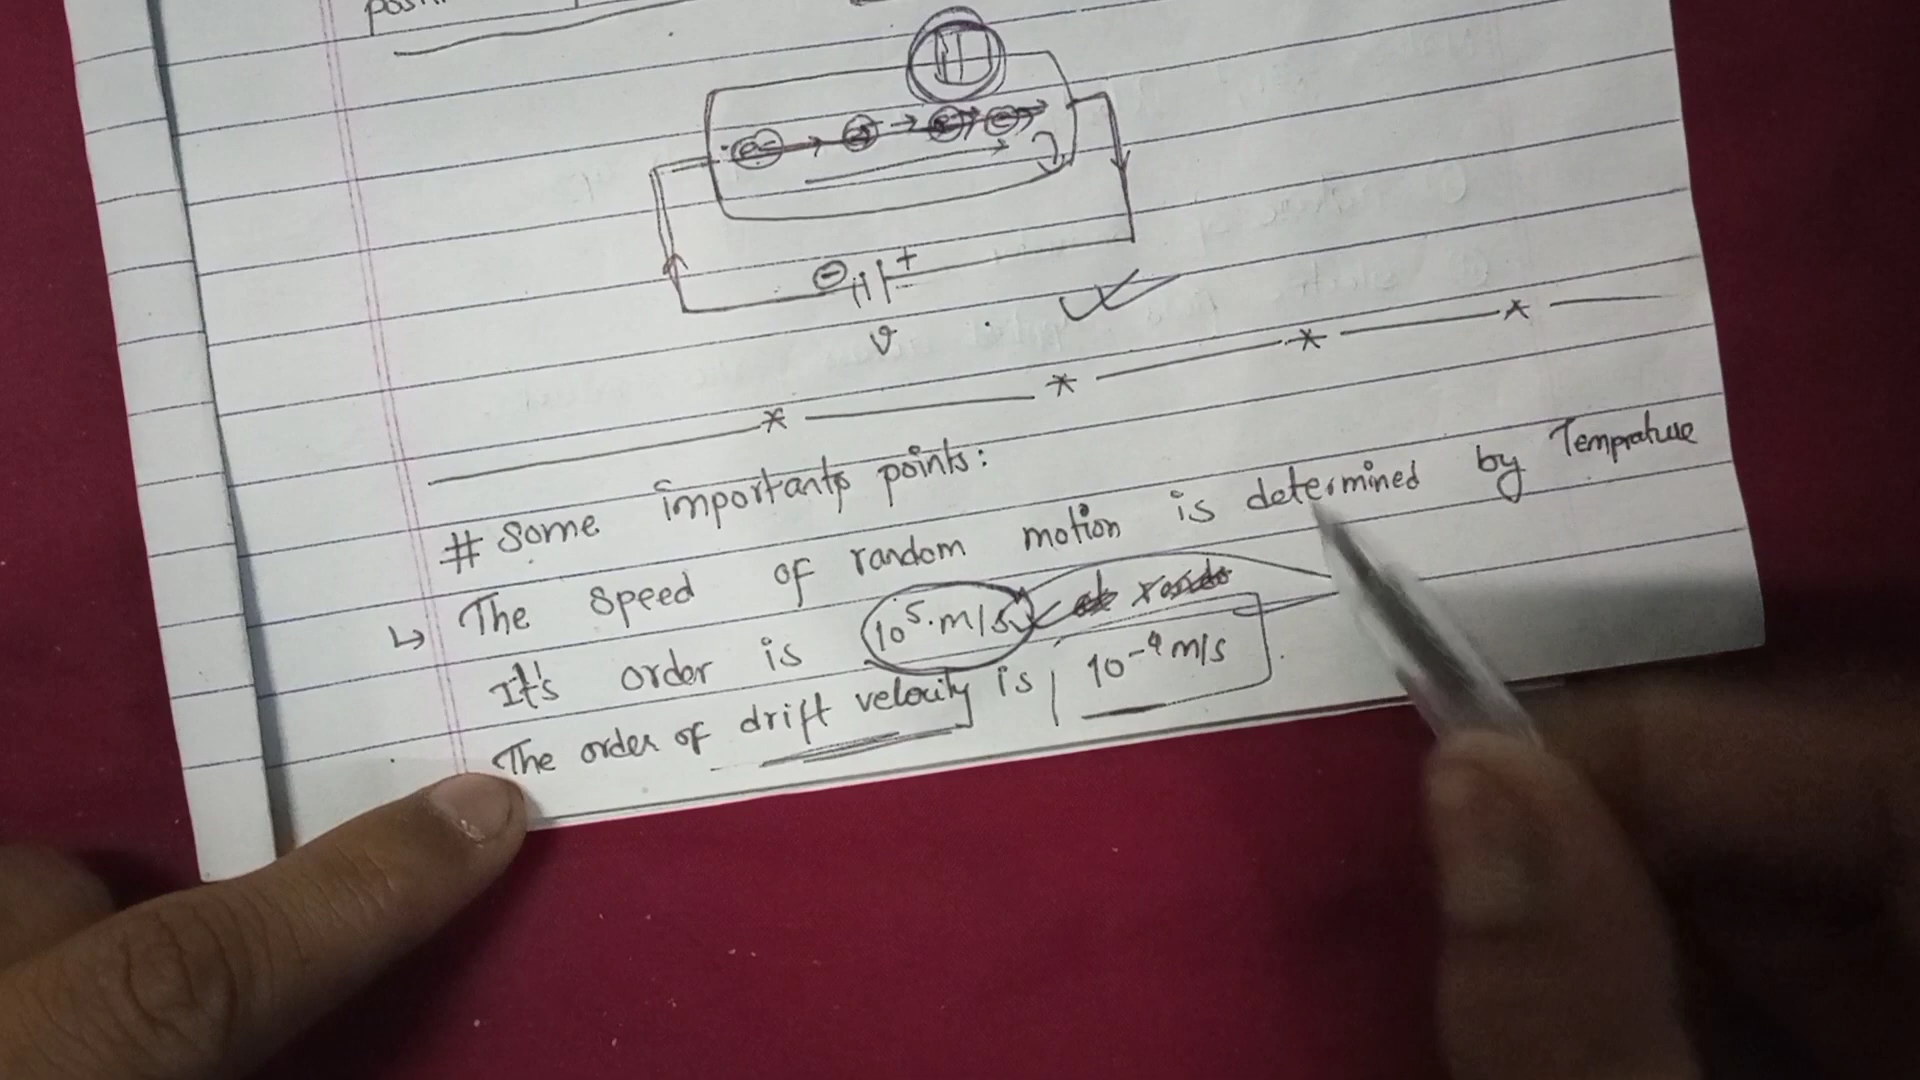 e-
e
e
⊖ +
V
# Some importants points:
↳ The speed of random motion is determined by Temprature
It's order is 10⁵.m/s
The order of drift velocity is 10⁻⁴ m/s